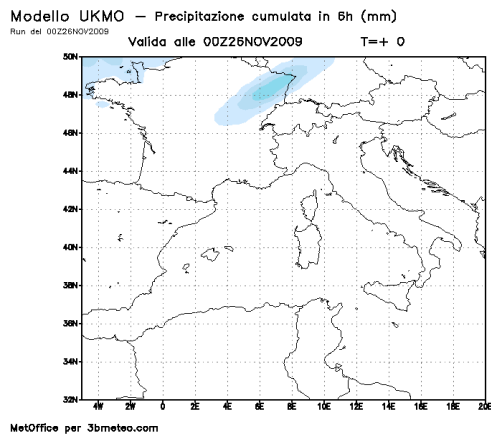 Modello UKMO – Precipitazione cumulata in 6h (mm)
Run del 00Z26NOV2009
Valida alle 00Z26NOV2009 T=+ 0
50N
48N
46N
44N
42N
40N
38N
36N
34N
32N
4W 2W 0 2E 4E 6E 8E 10E 12E 14E 16E 18E 20E
MetOffice per 3bmeteo.com